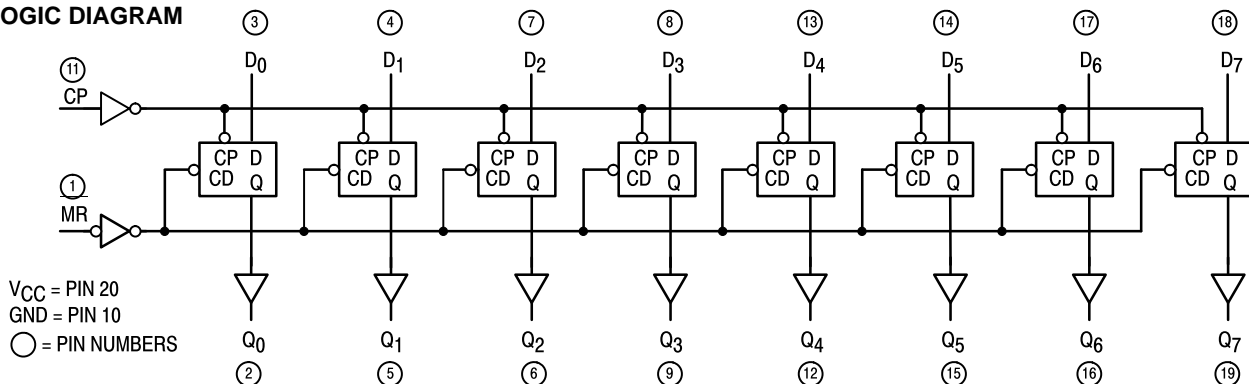 OGIC DIAGRAM
3 4 7 8 13 14 17 18
D0 D1 D2 D3 D4 D5 D6 D7
11
CP
CP D CP D CP D CP D CP D CP D CP D CP D
CD Q CD Q CD Q CD Q CD Q CD Q CD Q CD Q
1
MR
VCC = PIN 20
GND = PIN 10
= PIN NUMBERS
Q0 Q1 Q2 Q3 Q4 Q5 Q6 Q7
2 5 6 9 12 15 16 19